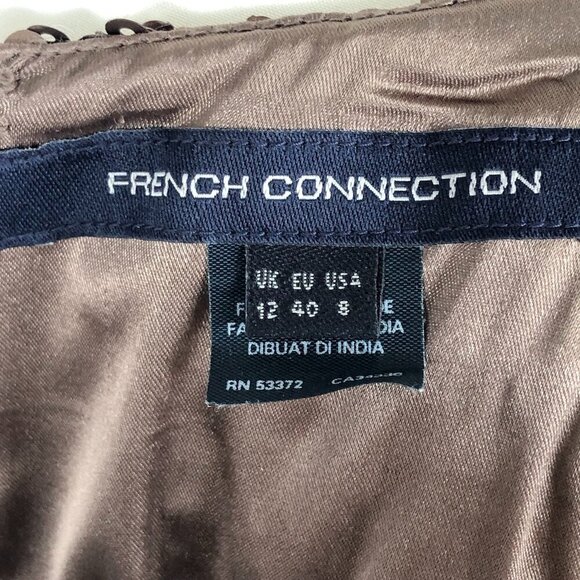 FRENCH CONNECTION
UK EU USA
12 40 8
DIBUAT DI INDIA
RN 53372